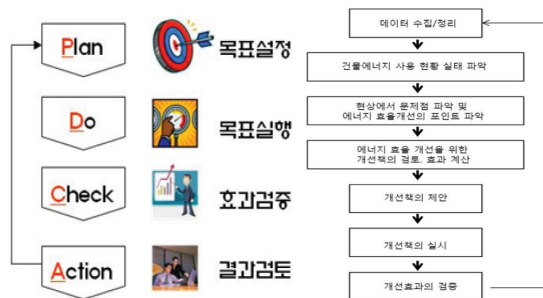 Plan
목표설정
Do
목표실행
Check
효과검증
Action
결과검토
데이터 수집/정리
건물에너지 사용 현황 실태 파악
현상에서 문제점 파악 및
에너지 효율개선의 포인트 파악
에너지 효율 개선을 위한
개선책의 검토, 효과 계산
개선책의 제안
개선책의 실시
개선효과의 검증